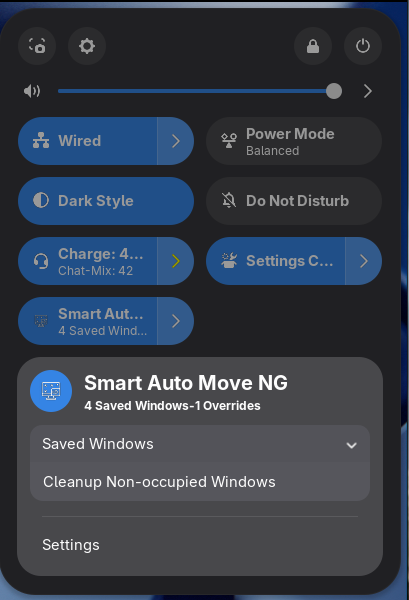 Wired
Power Mode
Balanced
Dark Style
Do Not Disturb
Charge: 4...
Chat-Mix: 42
Settings C...
Smart Aut...
4 Saved Wind...
Smart Auto Move NG
4 Saved Windows-1 Overrides
Saved Windows
Cleanup Non-occupied Windows
Settings